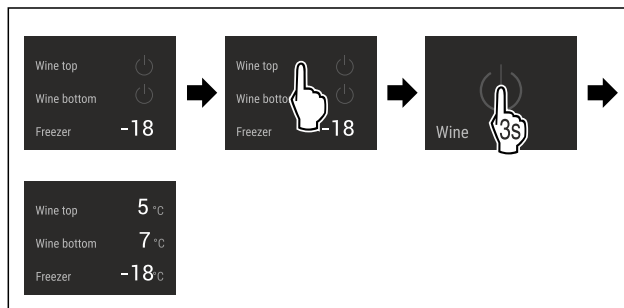 Wine top
Wine bottom
Freezer -18
Wine top
Wine botto
Freezer -18
Wine 3s
Wine top 5 °C
Wine bottom 7 °C
Freezer -18°C